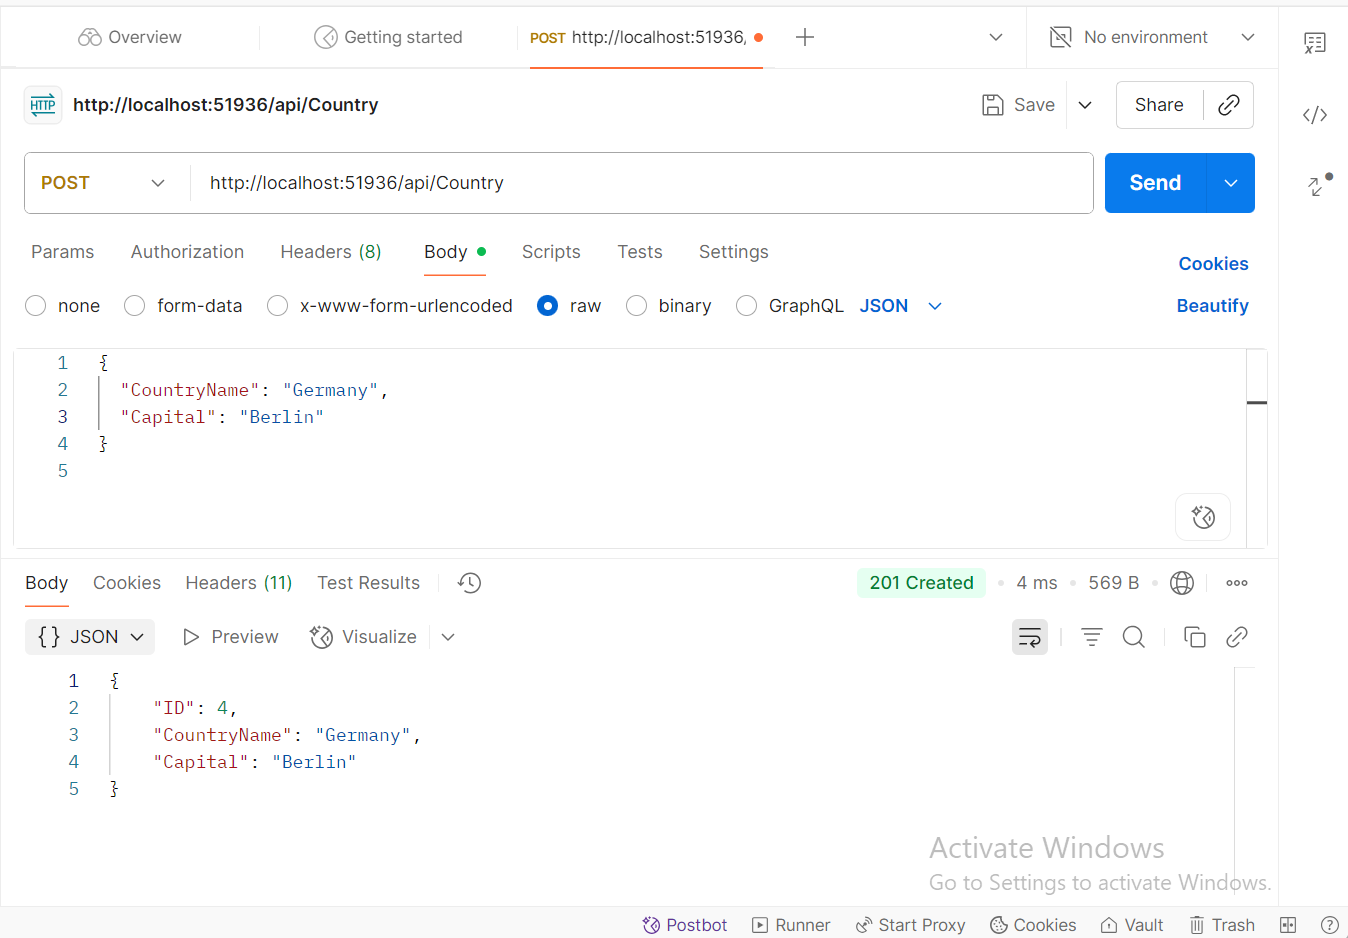 Overview
Getting started
POST http://localhost:51936,
No environment
HTTP http://localhost:51936/api/Country
Save
Share
POST
http://localhost:51936/api/Country
Send
Params Authorization Headers (8) Body Scripts Tests Settings
Cookies
none form-data x-www-form-urlencoded raw binary GraphQL JSON
Beautify
1 {
2 "CountryName": "Germany",
3 "Capital": "Berlin"
4 }
5
Body Cookies Headers (11) Test Results
201 Created 4 ms 569 B
{} JSON Preview Visualize
1 {
2 "ID": 4,
3 "CountryName": "Germany",
4 "Capital": "Berlin"
5 }
Activate Windows
Go to Settings to activate Windows.
Postbot Runner Start Proxy Cookies Vault Trash